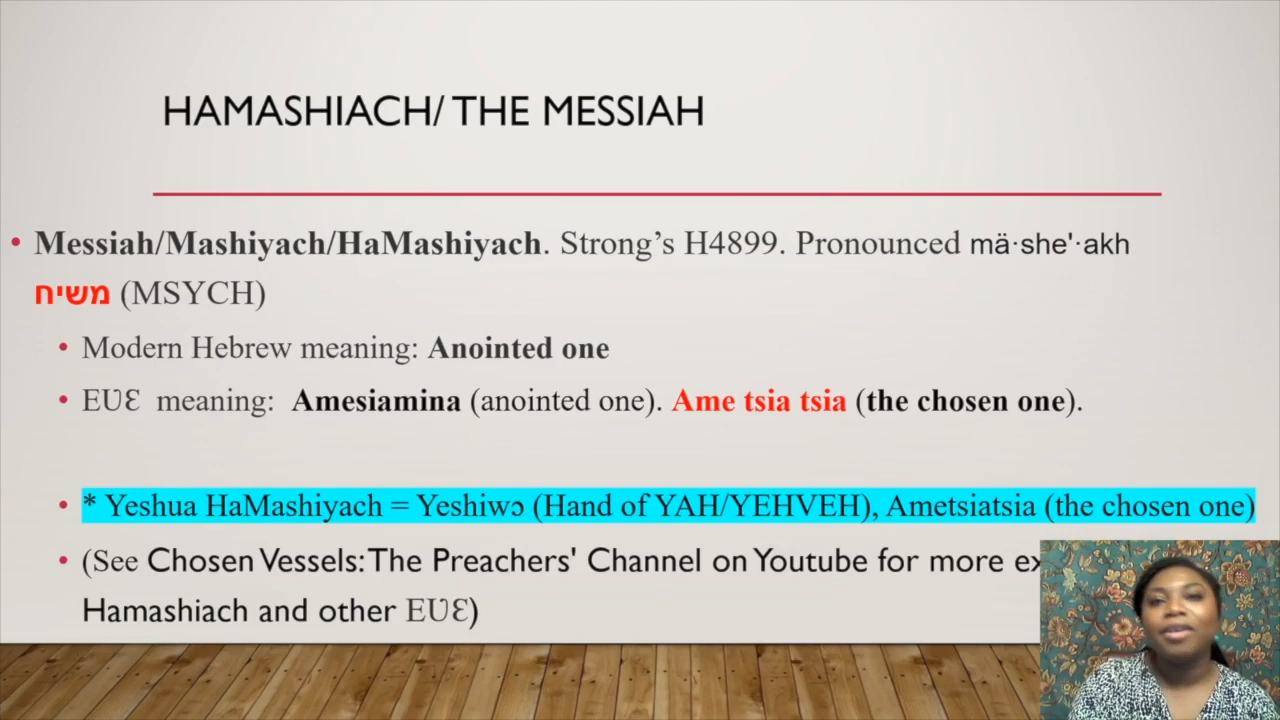 HAMASHIACH/ THE MESSIAH
• Messiah/Mashiyach/HaMashiyach. Strong’s H4899. Pronounced mä·she'·akh
משיח (MSYCH)
• Modern Hebrew meaning: Anointed one
• EƲƐ meaning: Amesiamina (anointed one). Ame tsia tsia (the chosen one).
• * Yeshua HaMashiyach = Yeshiwɔ (Hand of YAH/YEHVEH), Ametsiatsia (the chosen one)
• (See Chosen Vessels: The Preachers' Channel on Youtube for more
Hamashiach and other EƲƐ)